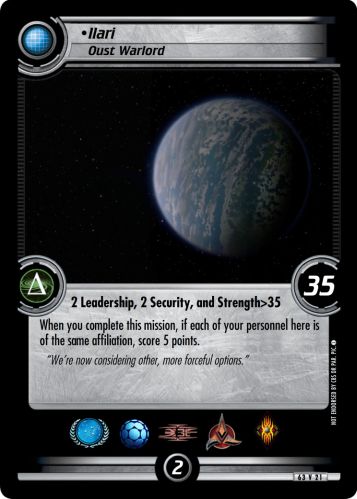 •Ilari
Oust Warlord
Δ
35
2 Leadership, 2 Security, and Strength>35
When you complete this mission, if each of your personnel here is
of the same affiliation, score 5 points.
"We're now considering other, more forceful options."
NOT ENDORSED BY CBS OR PAR. PIC.
2
63 V 21